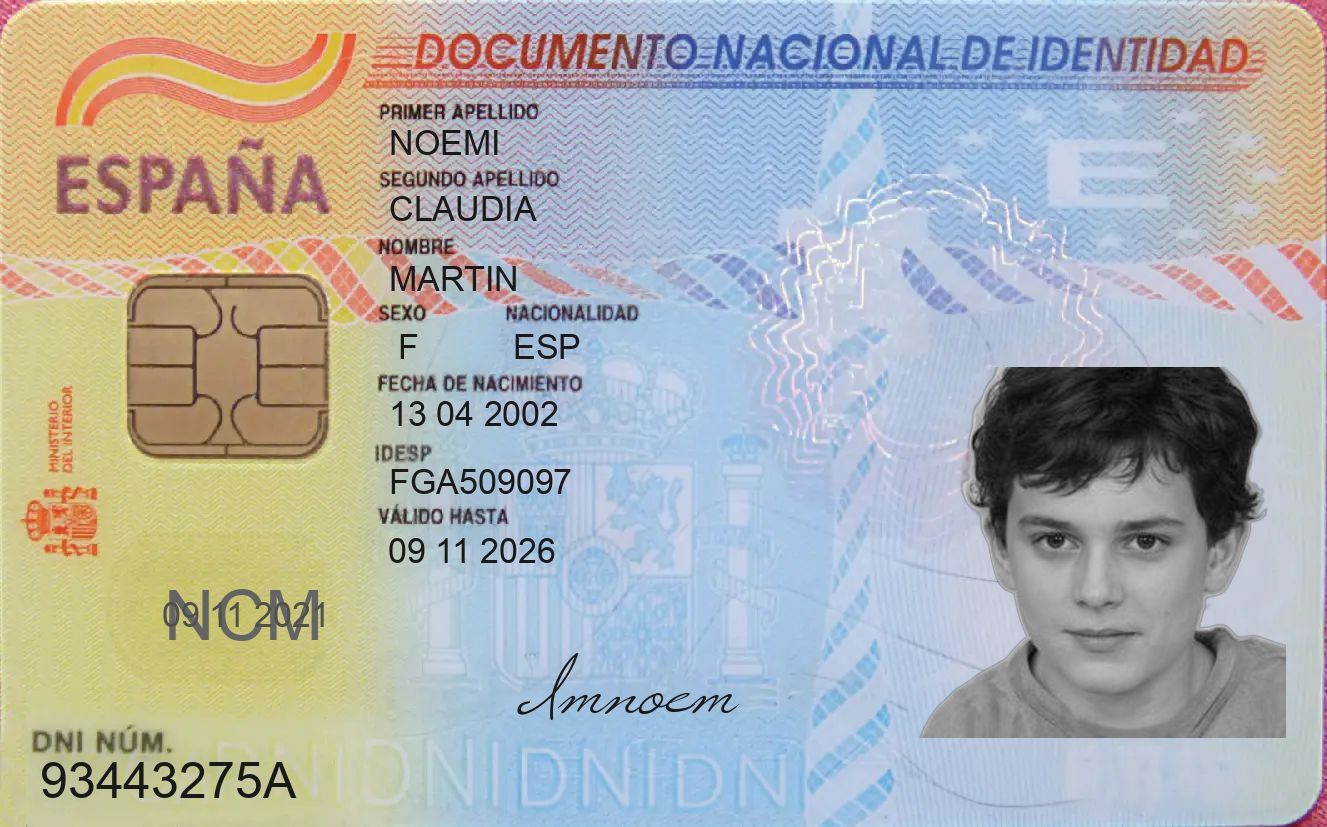 DOCUMENTO NACIONAL DE IDENTIDAD
ESPAÑA
PRIMER APELLIDO
NOEMI
SEGUNDO APELLIDO
CLAUDIA
NOMBRE
MARTIN
SEXO NACIONALIDAD
F ESP
FECHA DE NACIMIENTO
13 04 2002
IDESP
FGA509097
VÁLIDO HASTA
09 11 2026
MINISTERIO
DEL INTERIOR
E
NCM
09 11 2021
lmnoem
DNI NÚM.
93443275A
DNIDNIDNIDNI